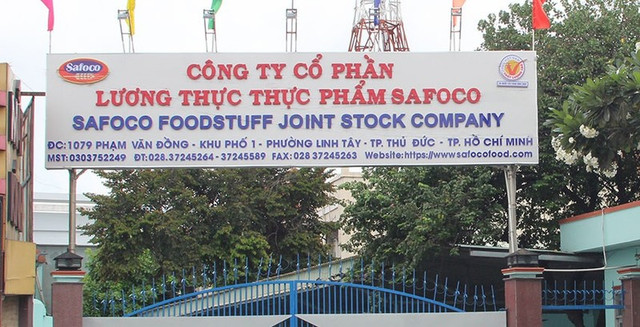 Safoco
CÔNG TY CỔ PHẦN
LƯƠNG THỰC THỰC PHẨM SAFOCO
SAFOCO FOODSTUFF JOINT STOCK COMPANY
ĐC: 1079 PHẠM VĂN ĐỒNG - KHU PHỐ 1 - PHƯỜNG LINH TÂY - TP. THỦ ĐỨC - TP. HỒ CHÍ MINH
MST: 0303752249 ĐT: 028.37245264 - 37245589 FAX: 028 37245263 Website: https://www.safocofood.com